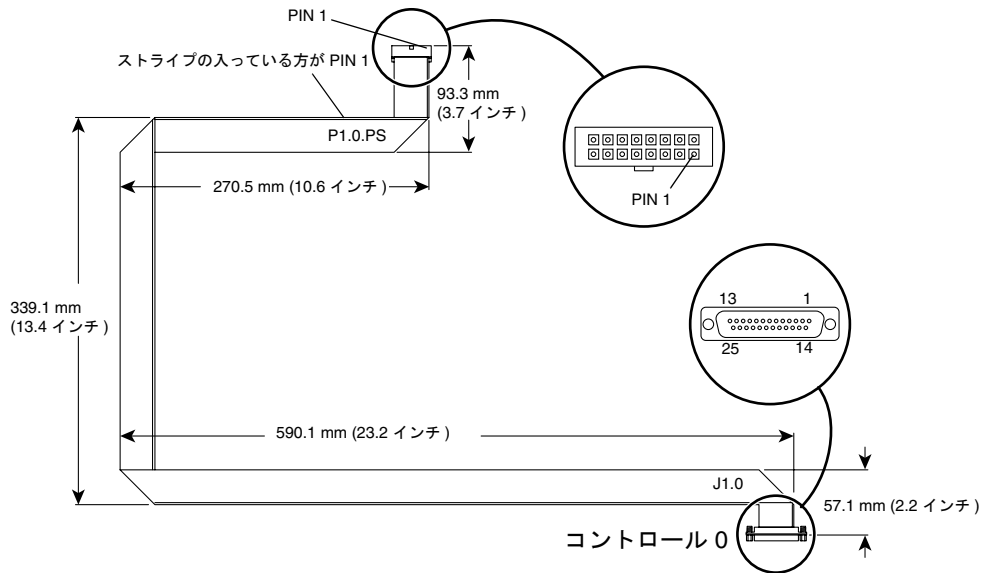 PIN 1
ストライプの入っている方が PIN 1
93.3 mm
(3.7 インチ )
P1.0.PS
270.5 mm (10.6 インチ )
PIN 1
339.1 mm
(13.4 インチ )
13 1
25 14
590.1 mm (23.2 インチ )
J1.0
57.1 mm (2.2 インチ )
コントロール 0